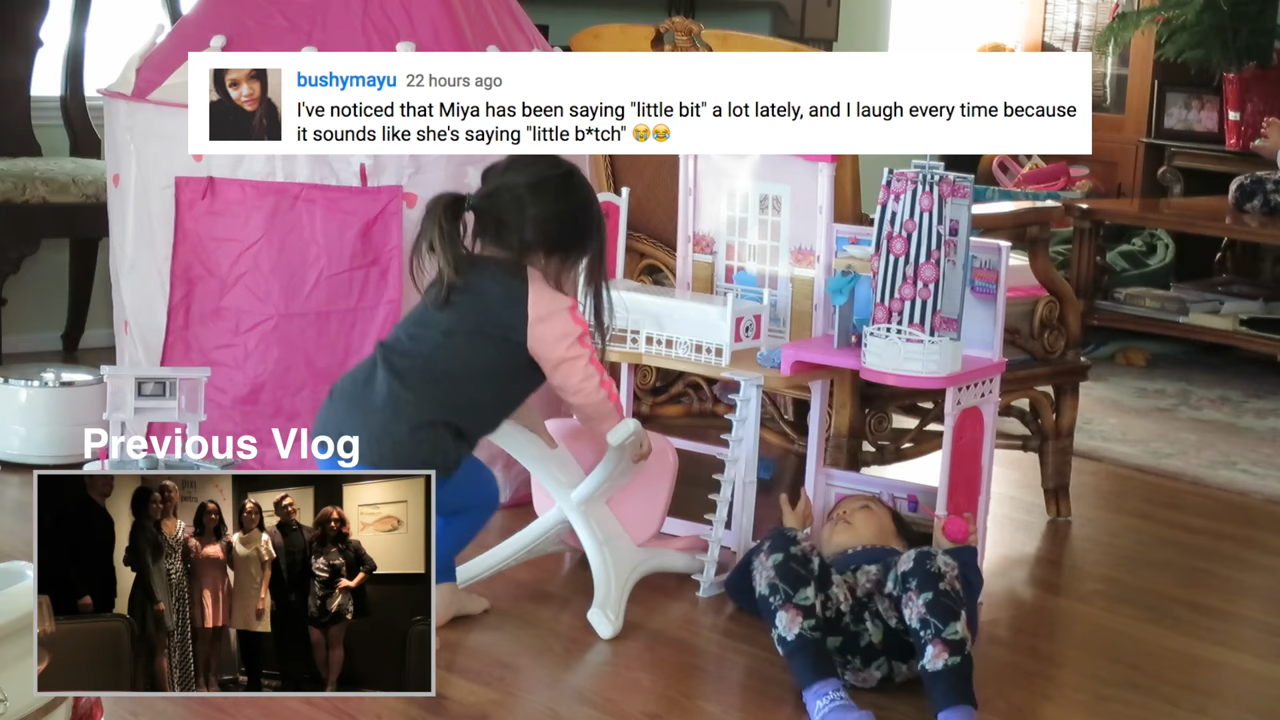 bushymayu 22 hours ago
I've noticed that Miya has been saying "little bit" a lot lately, and I laugh every time because
it sounds like she's saying "little b*tch" 😭😂
Previous Vlog